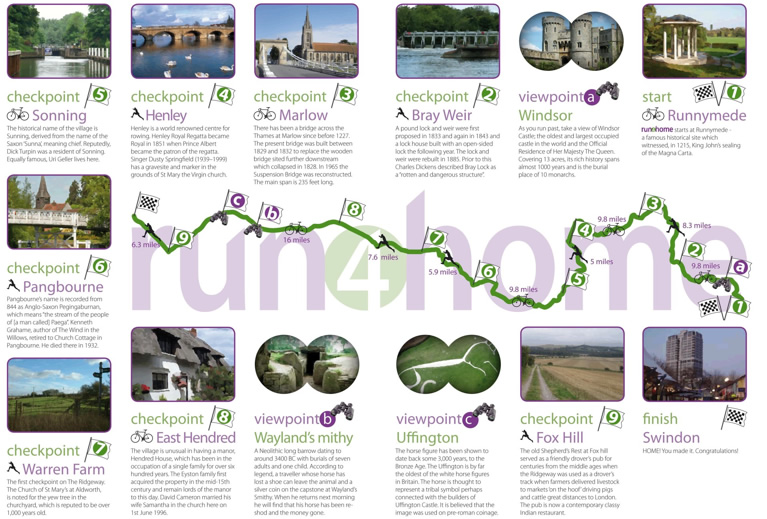 checkpoint 5
Sonning
The historical name of the village is
Sunning, derived from the name of the
Saxon 'Sunna', meaning chief. Reputedly,
Dick Turpin was a resident of Sonning.
Equally famous, Uri Geller lives here.
checkpoint 4
Henley
Henley is a world renowned centre for
rowing. Henley Royal Regatta became
Royal in 1851 when Prince Albert
became the patron of the regatta.
Singer Dusty Springfield (1939–1999)
has a gravesite and marker in the
grounds of St Mary the Virgin church.
checkpoint 3
Marlow
There has been a bridge across the
Thames at Marlow since before 1227.
The present bridge was built between
1829 and 1832 to replace the wooden
bridge sited further downstream
which collapsed in 1828. In 1965 the
Suspension Bridge was reconstructed.
The main span is 235 feet long.
checkpoint 2
Bray Weir
A pound lock and weir were first
proposed in 1833 and again in 1843 and
a lock house built with an open-sided
lock the following year. The lock and
weir were rebuilt in 1885. Prior to this
Charles Dickens described Bray Lock as
a "rotten and dangerous structure".
viewpoint a
Windsor
As you run past, take a view of Windsor
Castle; the oldest and largest occupied
castle in the world and the Official
Residence of Her Majesty The Queen.
Covering 13 acres, its rich history spans
almost 1000 years and is the burial
place of 10 monarchs.
start 1
Runnymede
run4home starts at Runnymede -
a famous historical site which
witnessed, in 1215, King John's sealing
of the Magna Carta.
checkpoint 6
Pangbourne
Pangbourne's name is recorded from
844 as Anglo-Saxon Pegingaburnan,
which means "the stream of the people
of [a man called] Paega". Kenneth
Grahame, author of The Wind in the
Willows, retired to Church Cottage in
Pangbourne. He died there in 1932.
run4home
6.3 miles
9
c
b
16 miles
8
7.6 miles
7
5.9 miles
6
9.8 miles
5
5 miles
4
9.8 miles
3
8.3 miles
2
9.8 miles
a
1
checkpoint 7
Warren Farm
The first checkpoint on The Ridgeway.
The Church of St Mary's at Aldworth,
is noted for the yew tree in the
churchyard, which is reputed to be over
1,000 years old.
checkpoint 8
East Hendred
The village is unusual in having a manor,
Hendred House, which has been in the
occupation of a single family for over six
hundred years. The Eyston family first
acquired the property in the mid-15th
century and remain lords of the manor
to this day. David Cameron married his
wife Samantha in the church here on
1st June 1996.
viewpoint b
Wayland's mithy
A Neolithic long barrow dating to
around 3400 BC with burials of seven
adults and one child. According to
legend, a traveller whose horse has
lost a shoe can leave the animal and a
silver coin on the capstone at Wayland's
Smithy. When he returns next morning
he will find that his horse has been re-
shod and the money gone.
viewpoint c
Uffington
The horse figure has been shown to
date back some 3,000 years, to the
Bronze Age. The Uffington is by far
the oldest of the white horse figures
in Britain. The horse is thought to
represent a tribal symbol perhaps
connected with the builders of
Uffington Castle. It is believed that the
image was used on pre-roman coinage.
checkpoint 9
Fox Hill
The old Shepherd's Rest at Fox Hill
served as a friendly drover's pub for
centuries from the middle ages when
the Ridgeway was used as a drover's
track when farmers delivered livestock
to markets (on the hoof' driving pigs
and cattle great distances to London.
The pub is now a contemporary classy
Indian restaurant.
finish
Swindon
HOME! You made it. Congratulations!